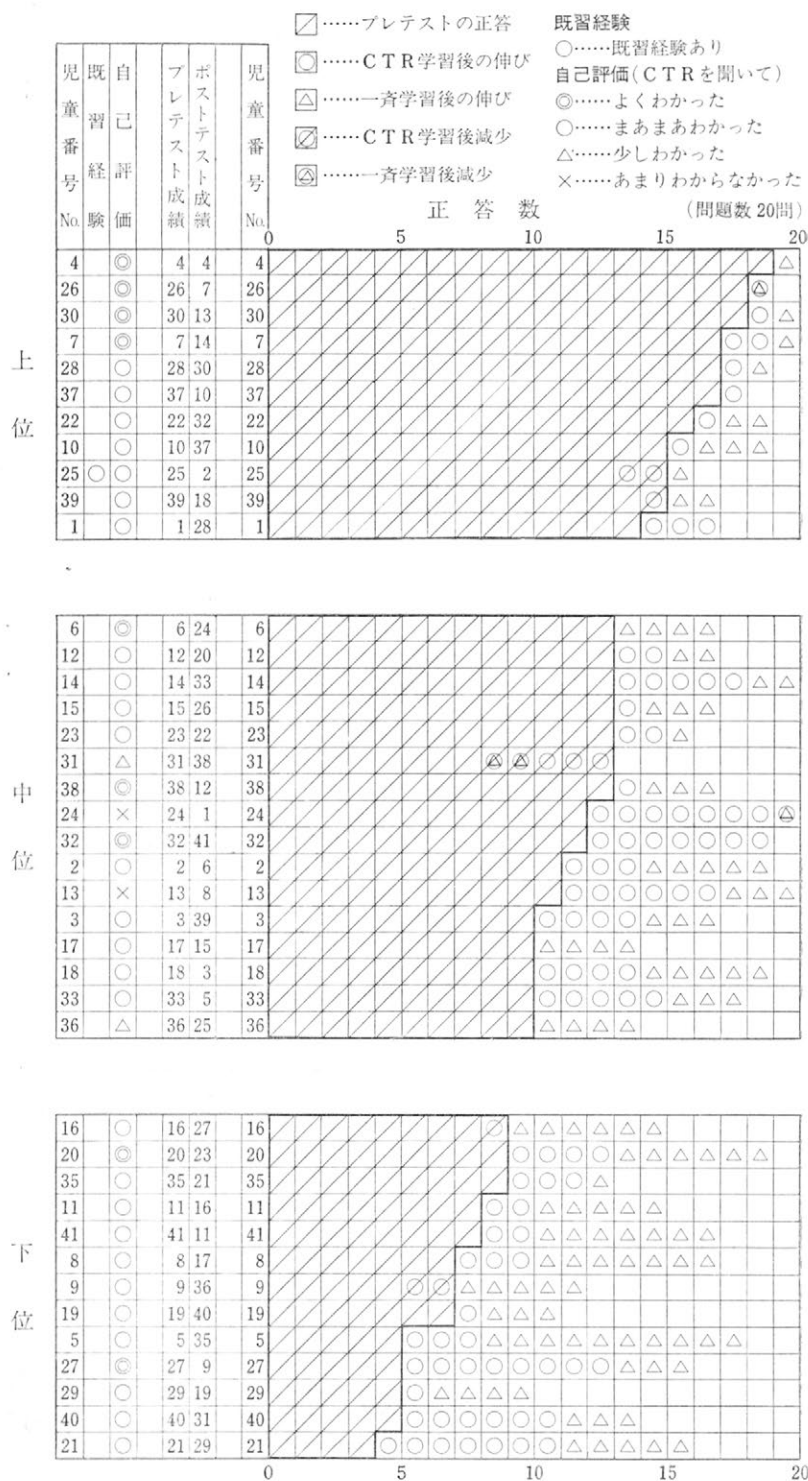 ╱……プレテストの正答
○……CTR学習後の伸び
△……一斉学習後の伸び
……CTR学習後減少
……一斉学習後減少
既習経験
○……既習経験あり
自己評価(CTRを聞いて)
◎……よくわかった
○……まあまあわかった
△……少しわかった
×……あまりわからなかった
児童番号No. 既習経験 自己評価 プレテスト成績 ポストテスト成績 児童番号No.
正答数 (問題数20問)
0 5 10 15 20
上位
4 ◎ 4 4 4
26 ◎ 26 7 26
30 ◎ 30 13 30
7 ◎ 7 14 7
28 ○ 28 30 28
37 ○ 37 10 37
22 ○ 22 32 22
10 ○ 10 37 10
25 ○ ○ 25 2 25
39 ○ 39 18 39
1 ○ 1 28 1
中位
6 ◎ 6 24 6
12 ○ 12 20 12
14 ○ 14 33 14
15 ○ 15 26 15
23 ○ 23 22 23
31 △ 31 38 31
38 ◎ 38 12 38
24 × 24 1 24
32 ◎ 32 41 32
2 ○ 2 6 2
13 × 13 8 13
3 ○ 3 39 3
17 ○ 17 15 17
18 ○ 18 3 18
33 ○ 33 5 33
36 △ 36 25 36
下位
16 ○ 16 27 16
20 ◎ 20 23 20
35 ○ 35 21 35
11 ○ 11 16 11
41 ○ 41 11 41
8 ○ 8 17 8
9 ○ 9 36 9
19 ○ 19 40 19
5 ○ 5 35 5
27 ◎ 27 9 27
29 ○ 29 19 29
40 ○ 40 31 40
21 ○ 21 29 21
0 5 10 15 20